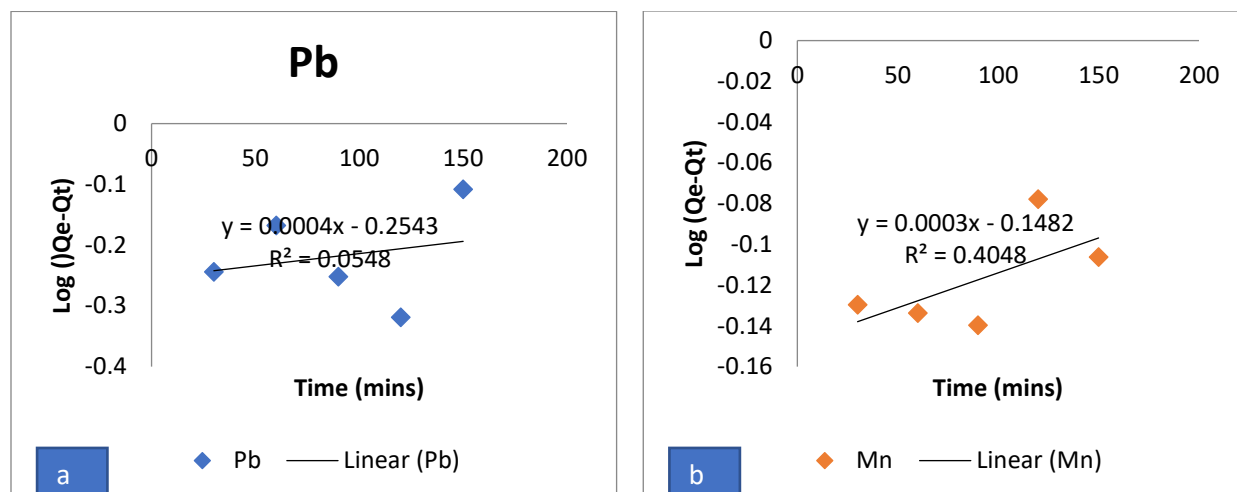 Pb
0
0 50 100 150 200
-0.1
-0.2
-0.3
-0.4
Log ()Qe-Qt)
y = 0.0004x - 0.2543
R² = 0.0548
Time (mins)
Pb Linear (Pb)
a
0
0 50 100 150 200
-0.02
-0.04
-0.06
-0.08
-0.1
-0.12
-0.14
-0.16
Log (Qe-Qt)
y = 0.0003x - 0.1482
R² = 0.4048
Time (mins)
Mn Linear (Mn)
b